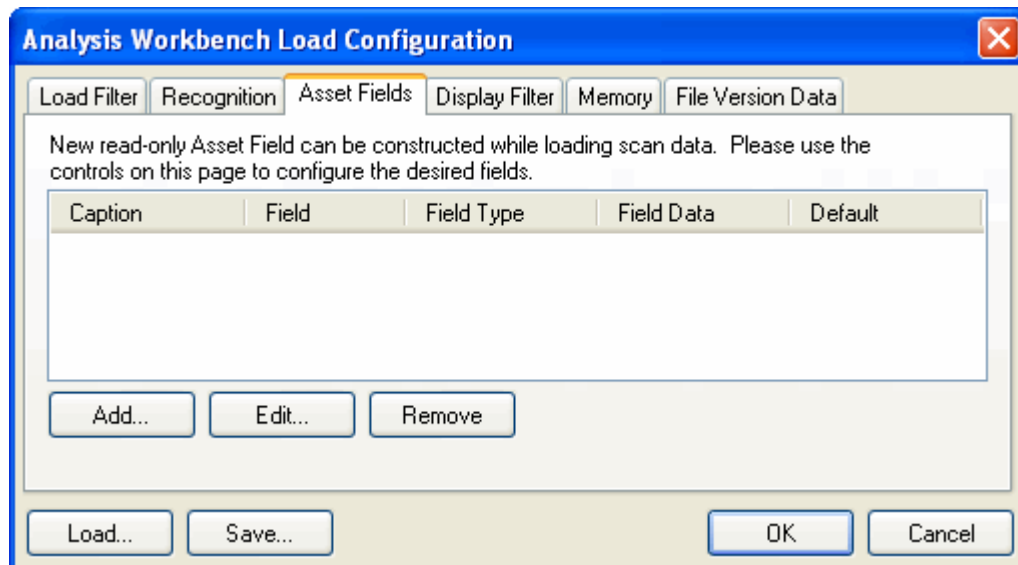 Analysis Workbench Load Configuration
Load Filter Recognition Asset Fields Display Filter Memory File Version Data
New read-only Asset Field can be constructed while loading scan data. Please use the
controls on this page to configure the desired fields.
Caption Field Field Type Field Data Default
Add... Edit... Remove
Load... Save... OK Cancel